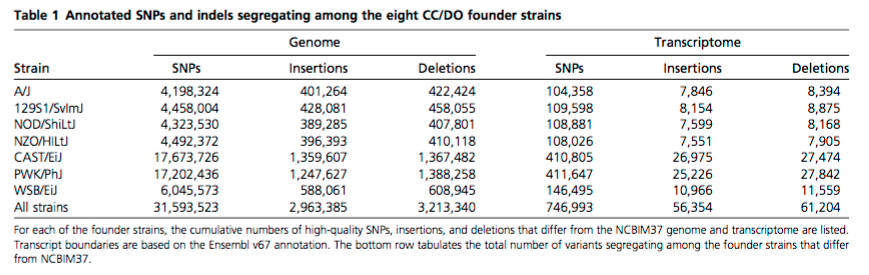 Table 1 Annotated SNPs and indels segregating among the eight CC/DO founder strains
Genome Transcriptome
Strain SNPs Insertions Deletions SNPs Insertions Deletions
A/J 4,198,324 401,264 422,424 104,358 7,846 8,394
129S1/SvlmJ 4,458,004 428,081 458,055 109,598 8,154 8,875
NOD/ShiLtJ 4,323,530 389,285 407,801 108,881 7,599 8,168
NZO/HlLtJ 4,492,372 396,393 410,118 108,026 7,551 7,905
CAST/EiJ 17,673,726 1,359,607 1,367,482 410,805 26,975 27,474
PWK/PhJ 17,202,436 1,247,627 1,388,258 411,647 25,226 27,842
WSB/EiJ 6,045,573 588,061 608,945 146,495 10,966 11,559
All strains 31,593,523 2,963,385 3,213,340 746,993 56,354 61,204
For each of the founder strains, the cumulative numbers of high-quality SNPs, insertions, and deletions that differ from the NCBIM37 genome and transcriptome are listed.
Transcript boundaries are based on the Ensembl v67 annotation. The bottom row tabulates the total number of variants segregating among the founder strains that differ
from NCBIM37.